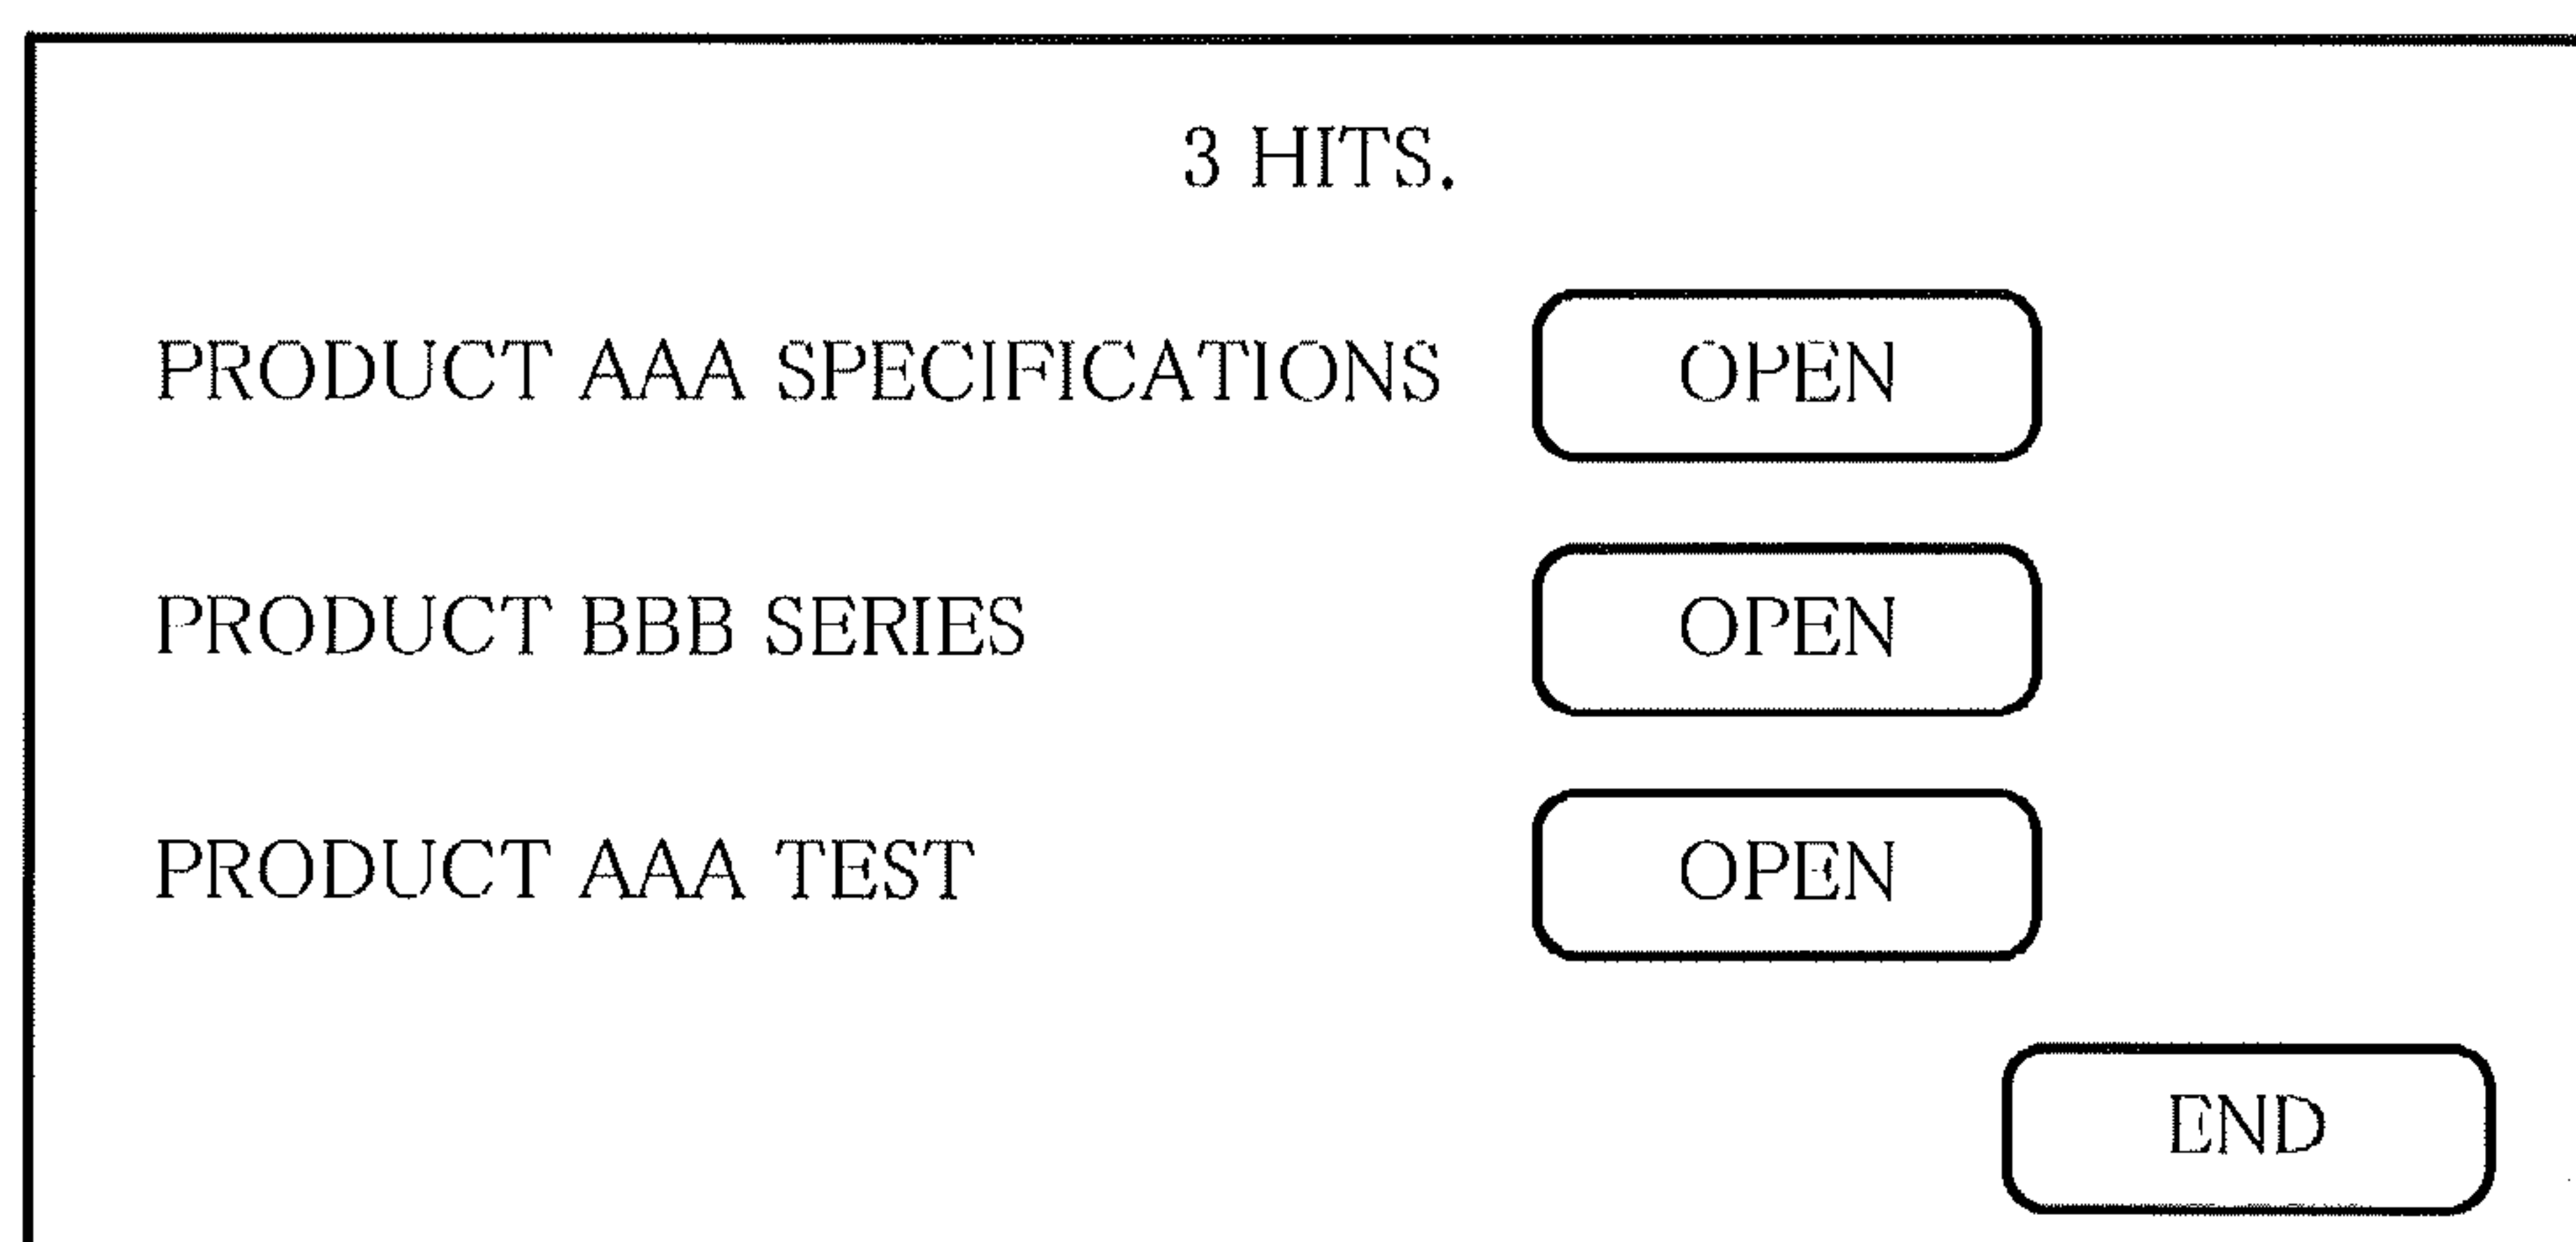 3 HITS.
PRODUCT AAA SPECIFICATIONS OPEN
PRODUCT BBB SERIES OPEN
PRODUCT AAA TEST OPEN
END